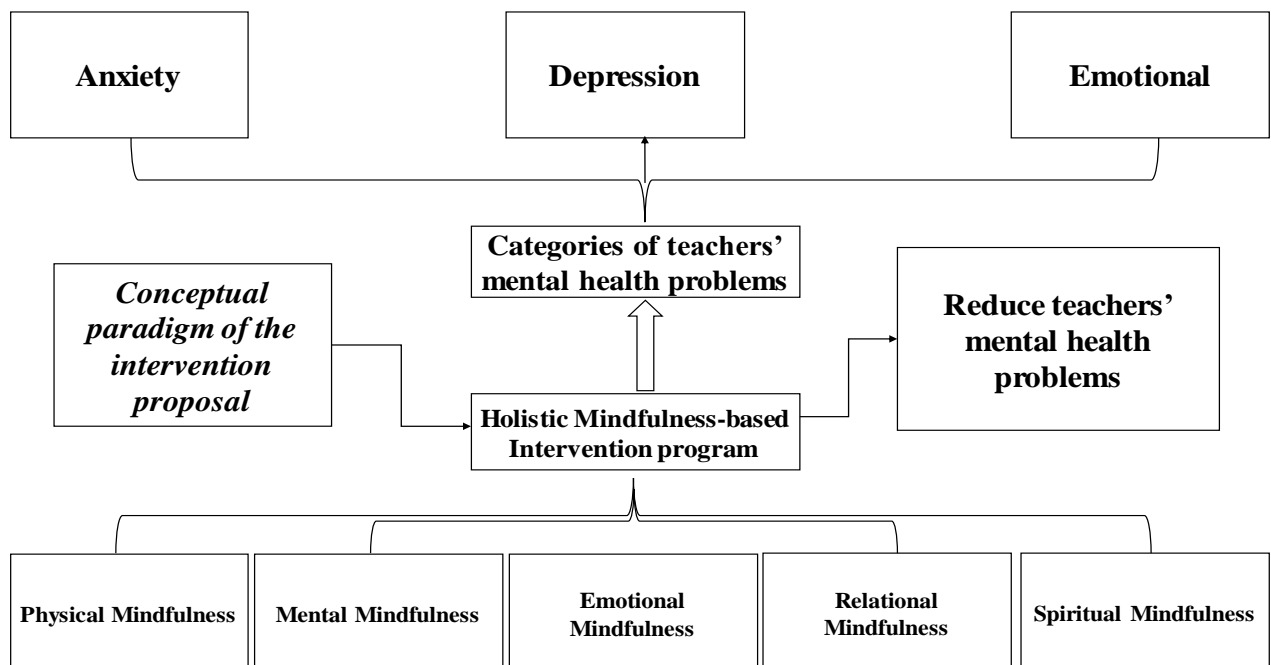 Anxiety
Depression
Emotional
Categories of teachers’
mental health problems
Conceptual
paradigm of the
intervention
proposal
Reduce teachers’
mental health
problems
Holistic Mindfulness-based
Intervention program
Physical Mindfulness
Mental Mindfulness
Emotional
Mindfulness
Relational
Mindfulness
Spiritual Mindfulness